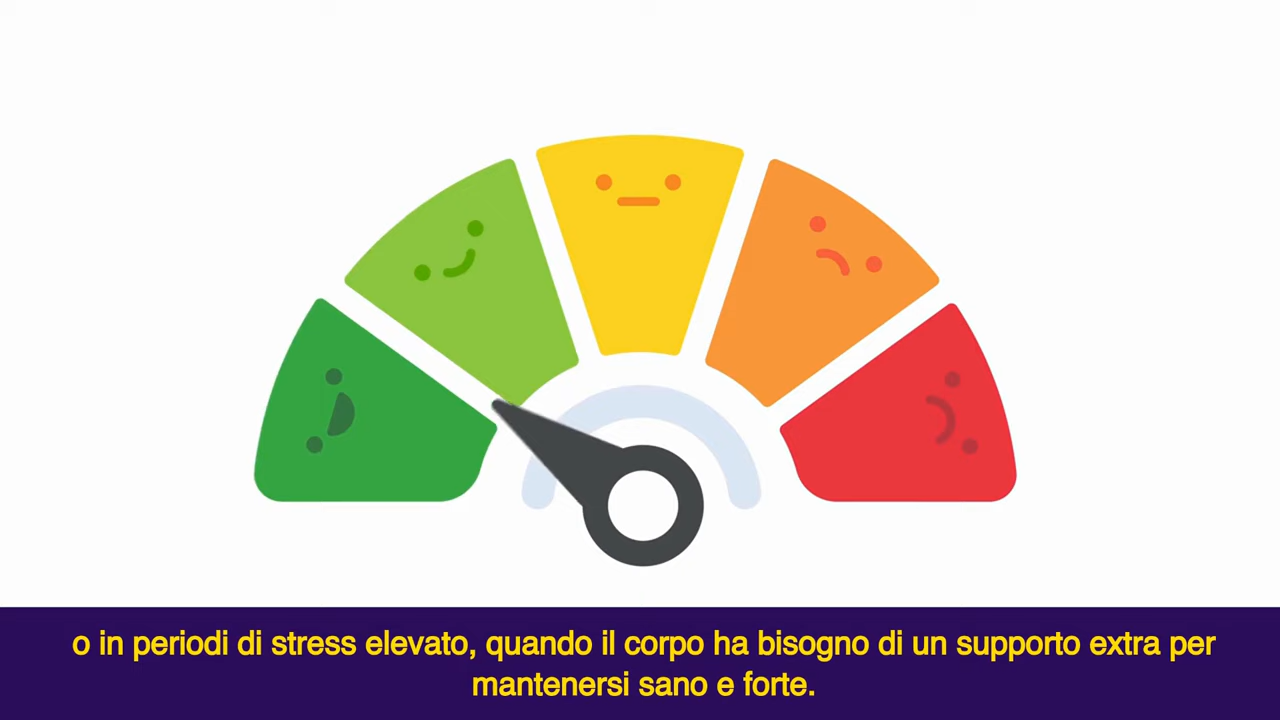 o in periodi di stress elevato, quando il corpo ha bisogno di un supporto extra per
mantenersi sano e forte.